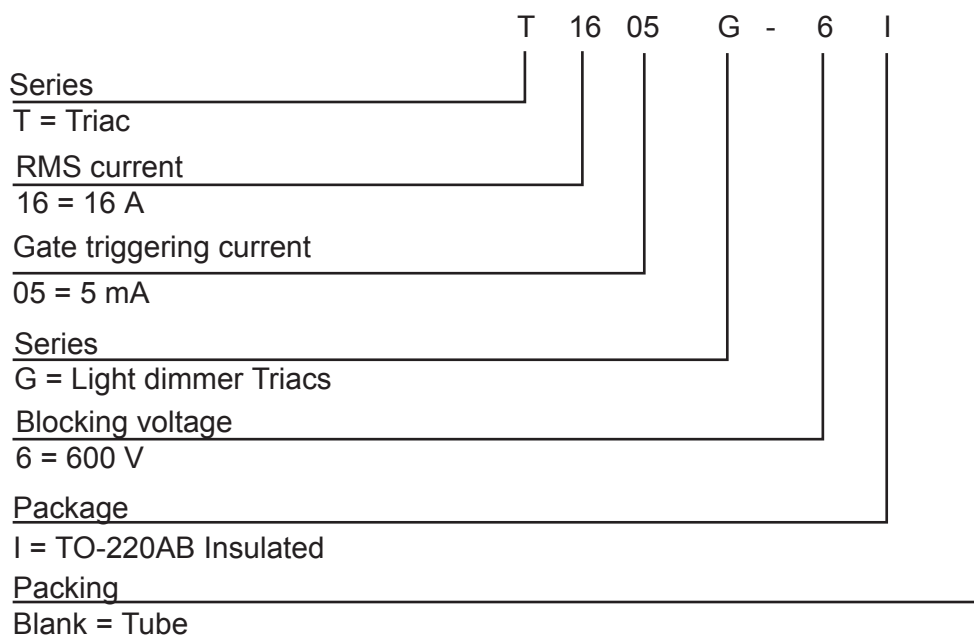 T 16 05 G - 6 I
Series
T = Triac
RMS current
16 = 16 A
Gate triggering current
05 = 5 mA
Series
G = Light dimmer Triacs
Blocking voltage
6 = 600 V
Package
I = TO-220AB Insulated
Packing
Blank = Tube